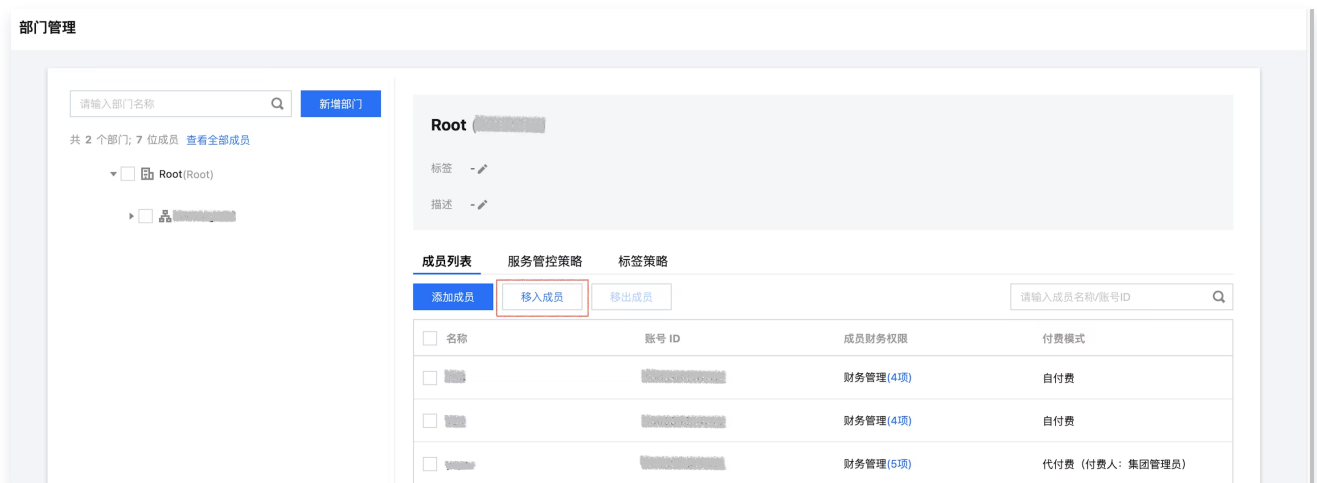 部门管理
请输入部门名称
新增部门
共 2 个部门; 7 位成员 查看全部成员
Root(Root)
Root (
标签 -
描述 -
成员列表 服务管控策略 标签策略
添加成员 移入成员 移出成员 请输入成员名称/账号ID
名称 账号 ID 成员财务权限 付费模式
财务管理(4项) 自付费
财务管理(4项) 自付费
财务管理(5项) 代付费（付费人：集团管理员）